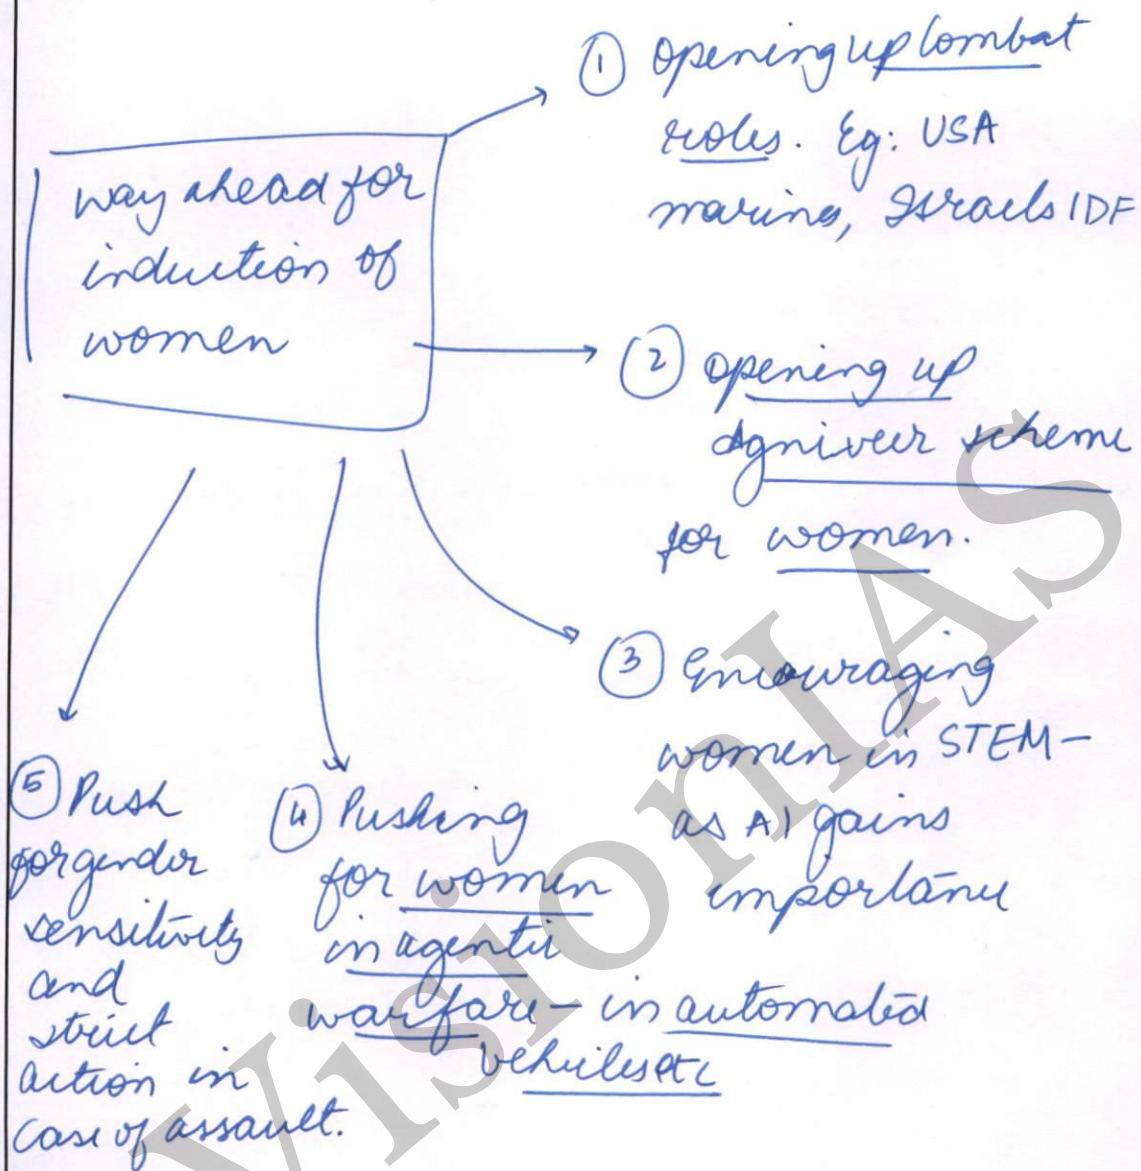 way ahead for
induction of
women
① opening up combat
roles. Eg: USA
marines, Israels IDF
② opening up
Agniveer scheme
for women.
③ Encouraging
women in STEM-
as AI gains
importance
④ Pushing
for women
in agentic
warfare - in automated
vehicles etc
⑤ Push
for gender
sensitivity
and
strict
action in
case of assault.
VisionIAS